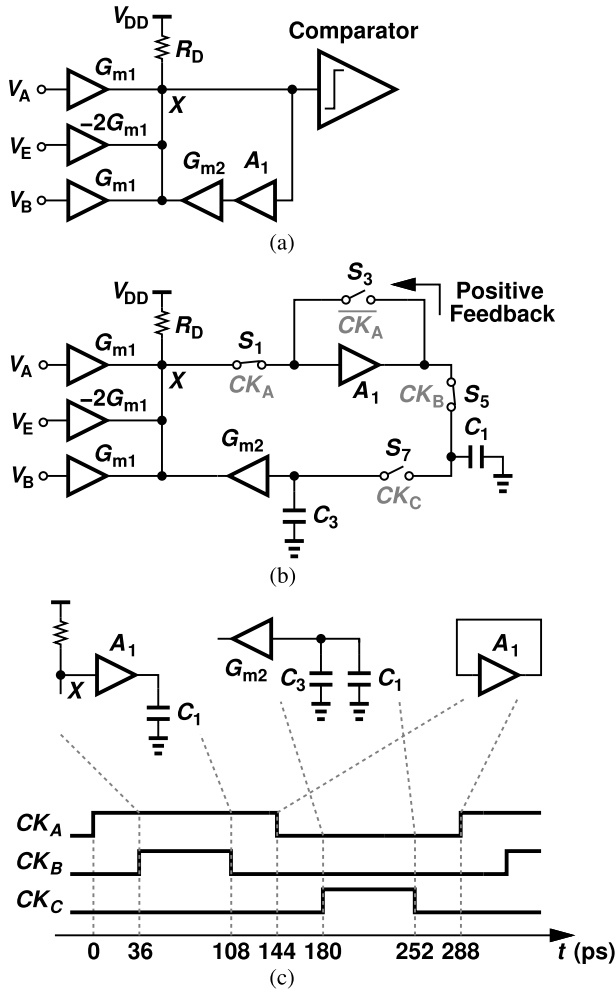 VDD
RD
Comparator
VA
Gm1
X
VE
−2Gm1
Gm2
A1
VB
Gm1
(a)
VDD
RD
S3
CKA
Positive
Feedback
VA
Gm1
X
S1
CKA
A1
CKB
S5
VE
−2Gm1
C1
VB
Gm1
Gm2
S7
CKC
C3
(b)
A1
X
C1
Gm2
C3
C1
A1
CKA
CKB
CKC
0 36 108 144 180 252 288 t (ps)
(c)